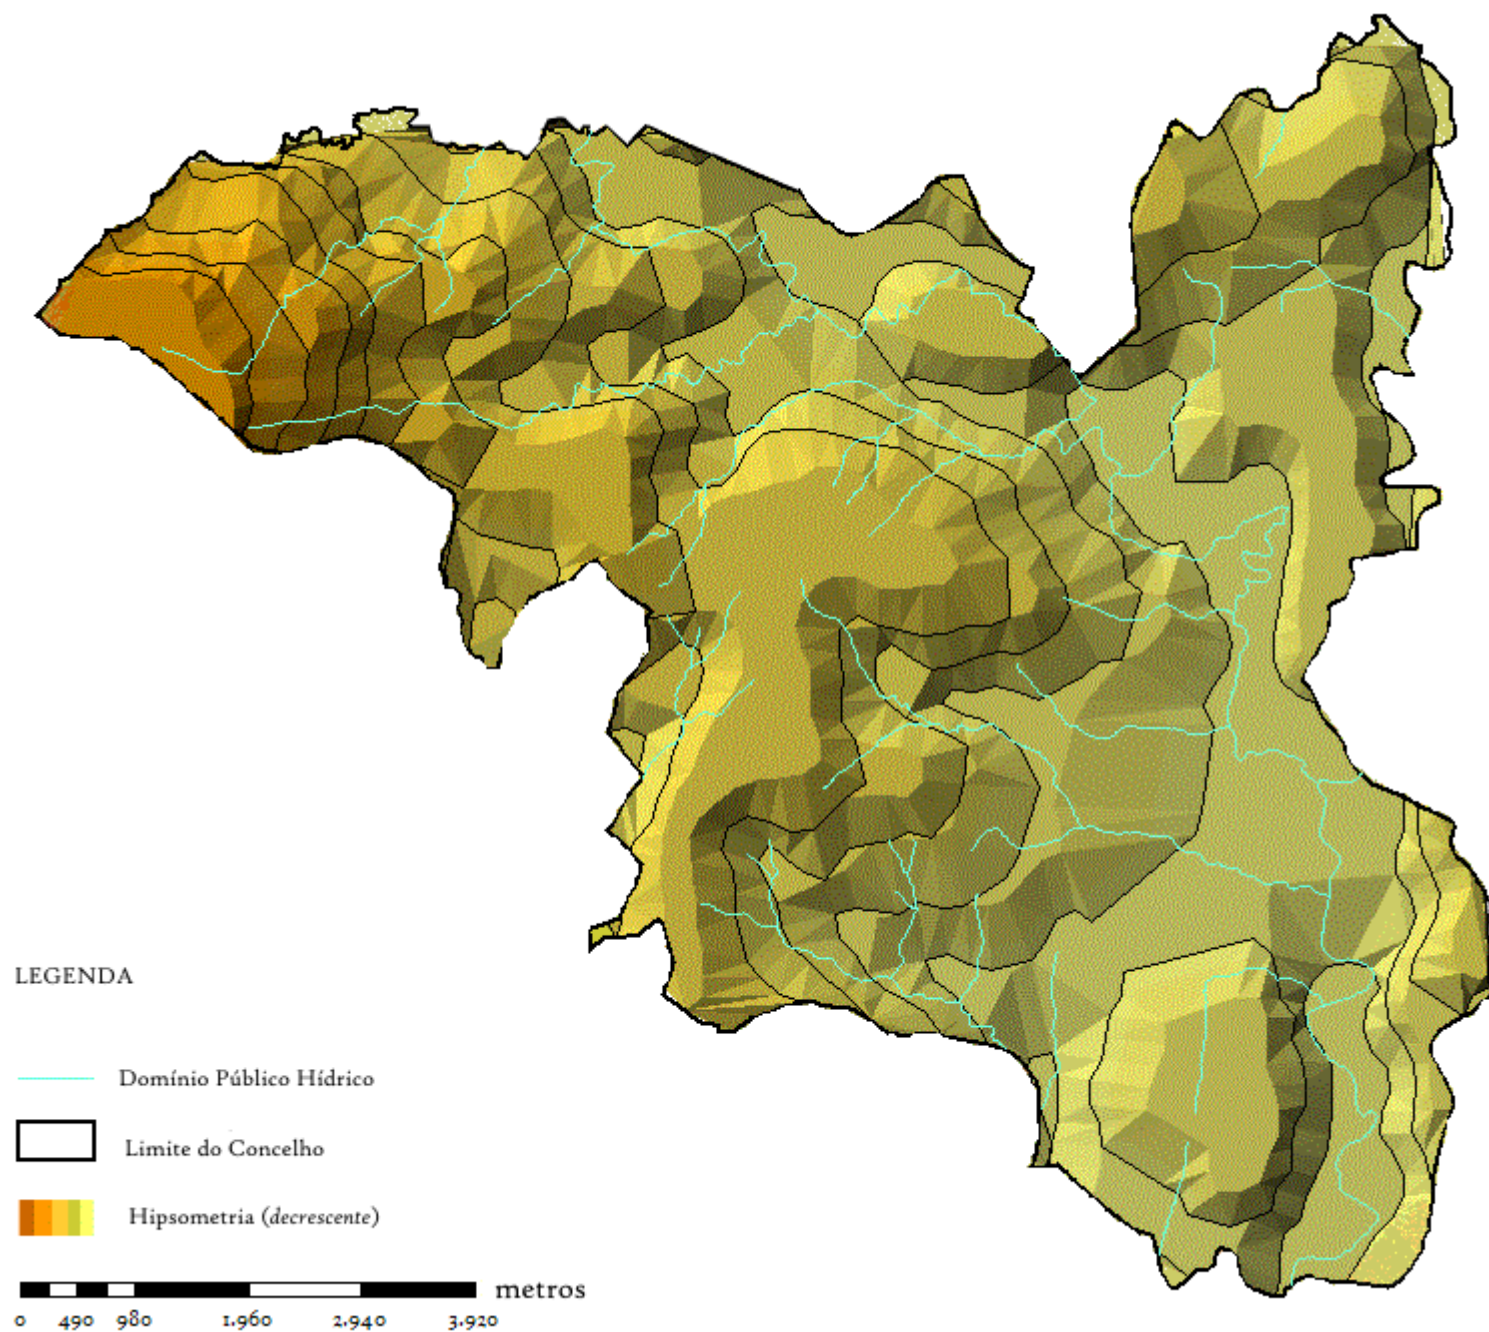 LEGENDA
Domínio Público Hídrico
Limite do Concelho
Hipsometria (decrescente)
metros
0 490 980 1.960 2.940 3.920